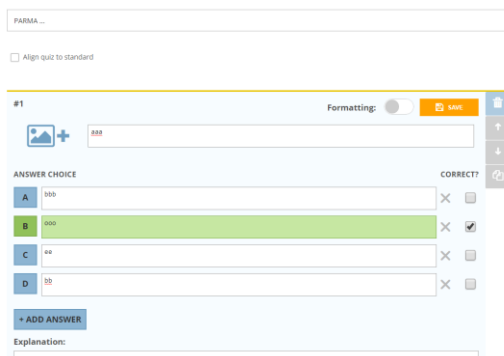 PARMA ...
Align quiz to standard
#1
Formatting:
SAVE
aaa
ANSWER CHOICE
CORRECT?
A
bbb
B
ooo
C
ee
D
bb
+ ADD ANSWER
Explanation: